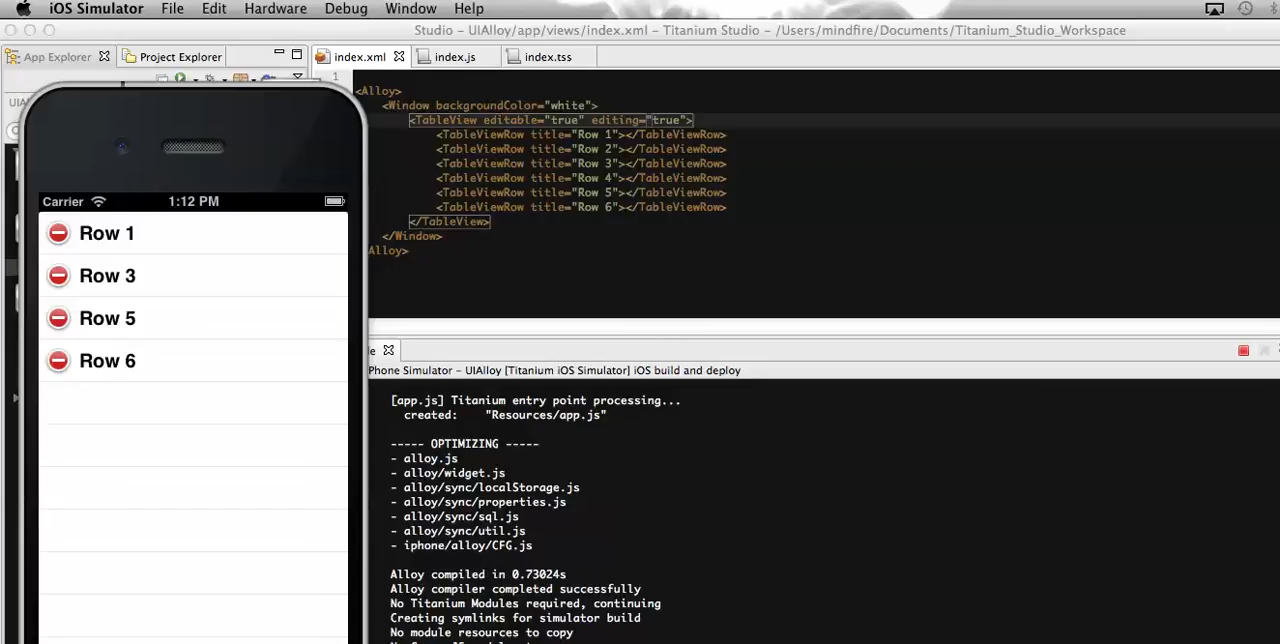 iOS Simulator File Edit Hardware Debug Window Help
Studio - UIAlloy/app/views/index.xml - Titanium Studio - /Users/mindfire/Documents/Titanium_Studio_Workspace
App Explorer Project Explorer index.xml index.js index.tss
1
<Alloy>
<Window backgroundColor="white">
<TableView editable="true" editing="true">
<TableViewRow title="Row 1"></TableViewRow>
<TableViewRow title="Row 2"></TableViewRow>
<TableViewRow title="Row 3"></TableViewRow>
<TableViewRow title="Row 4"></TableViewRow>
<TableViewRow title="Row 5"></TableViewRow>
<TableViewRow title="Row 6"></TableViewRow>
</TableView>
</Window>
Alloy>
Carrier 1:12 PM
Row 1
Row 3
Row 5
Row 6
Phone Simulator - UIAlloy [Titanium iOS Simulator] iOS build and deploy
[app.js] Titanium entry point processing...
created: "Resources/app.js"
----- OPTIMIZING -----
- alloy.js
- alloy/widget.js
- alloy/sync/localStorage.js
- alloy/sync/properties.js
- alloy/sync/sql.js
- alloy/sync/util.js
- iphone/alloy/CFG.js
Alloy compiled in 0.73024s
Alloy compiler completed successfully
No Titanium Modules required, continuing
Creating symlinks for simulator build
No module resources to copy